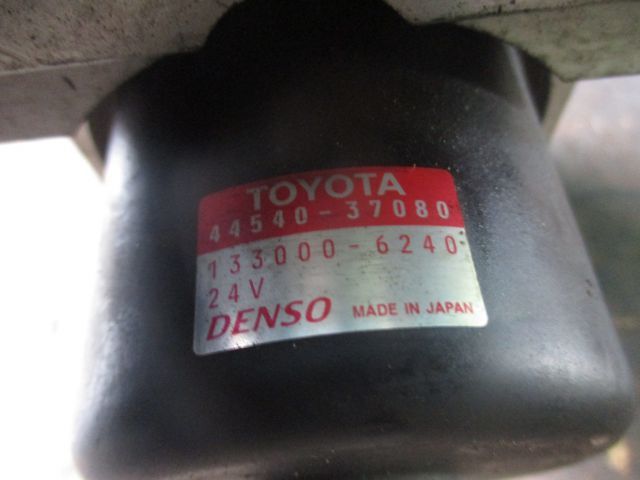 TOYOTA
44540-37080
133000-6240
24V
DENSO MADE IN JAPAN